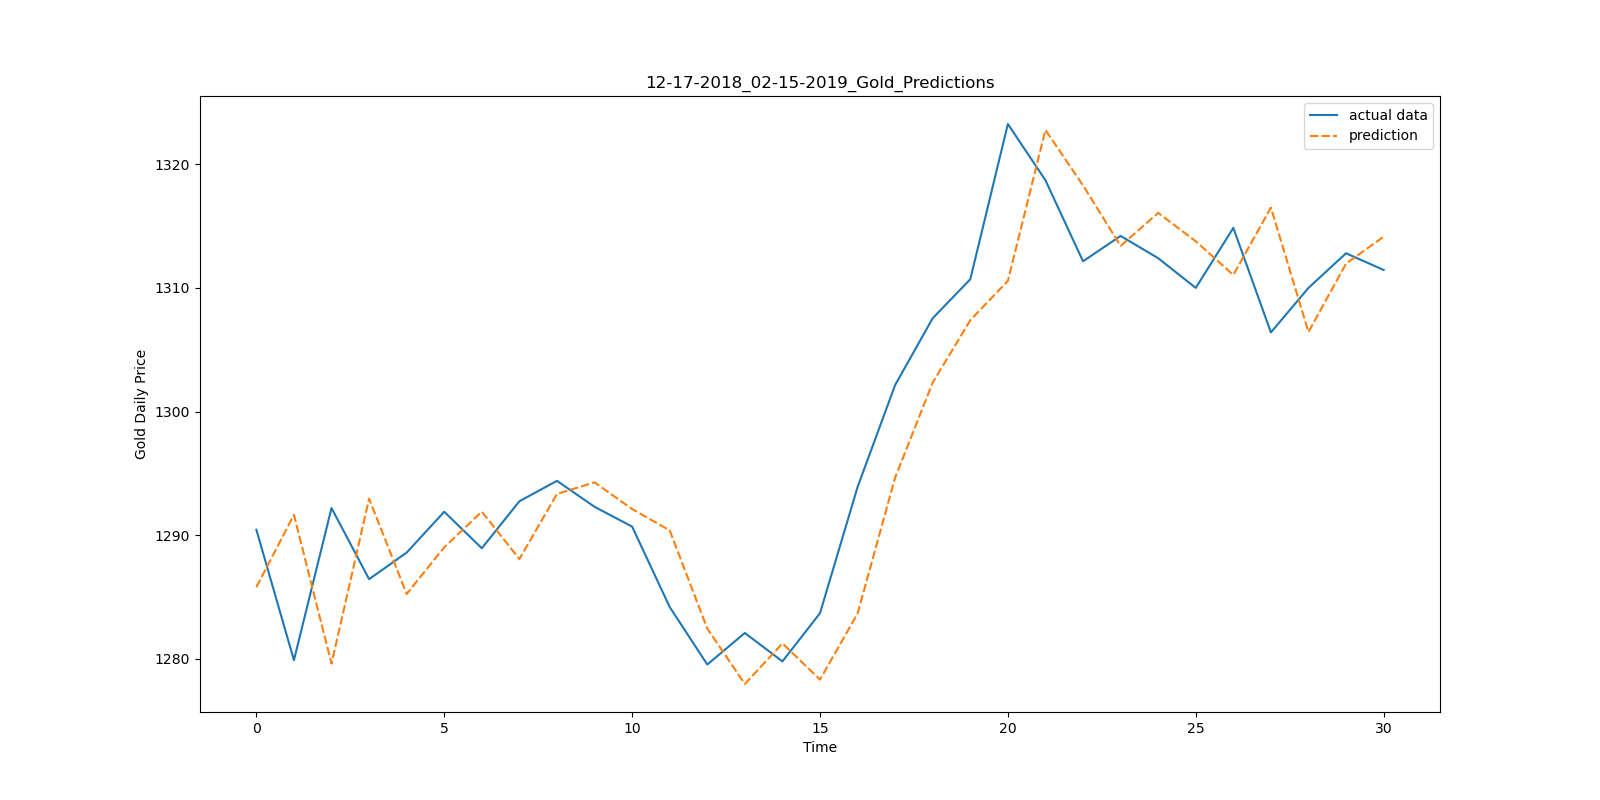 12-17-2018_02-15-2019_Gold_Predictions
actual data
prediction
1320
1310
1300
1290
1280
Gold Daily Price
0 5 10 15 20 25 30
Time